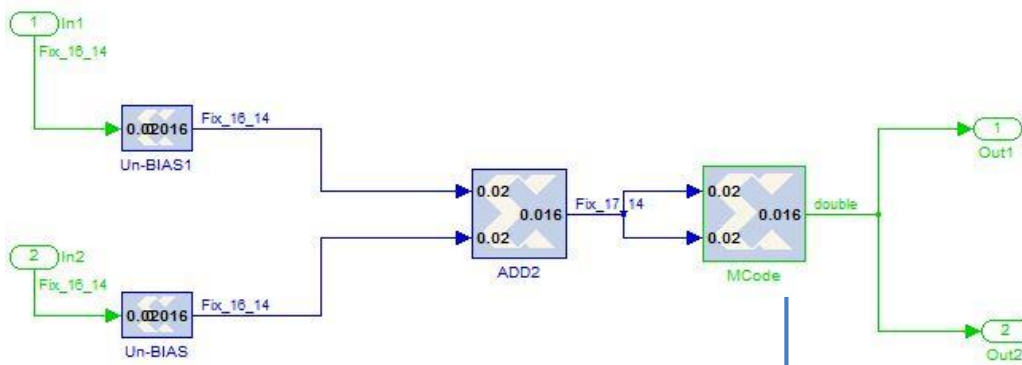 1
In1
Fix_16_14
0.02016
Fix_16_14
Un-BIAS1
2
In2
Fix_16_14
0.02016
Fix_16_14
Un-BIAS
0.02
0.02
0.016
ADD2
Fix_17_14
0.02
0.02
0.016
MCode
double
1
Out1
2
Out2